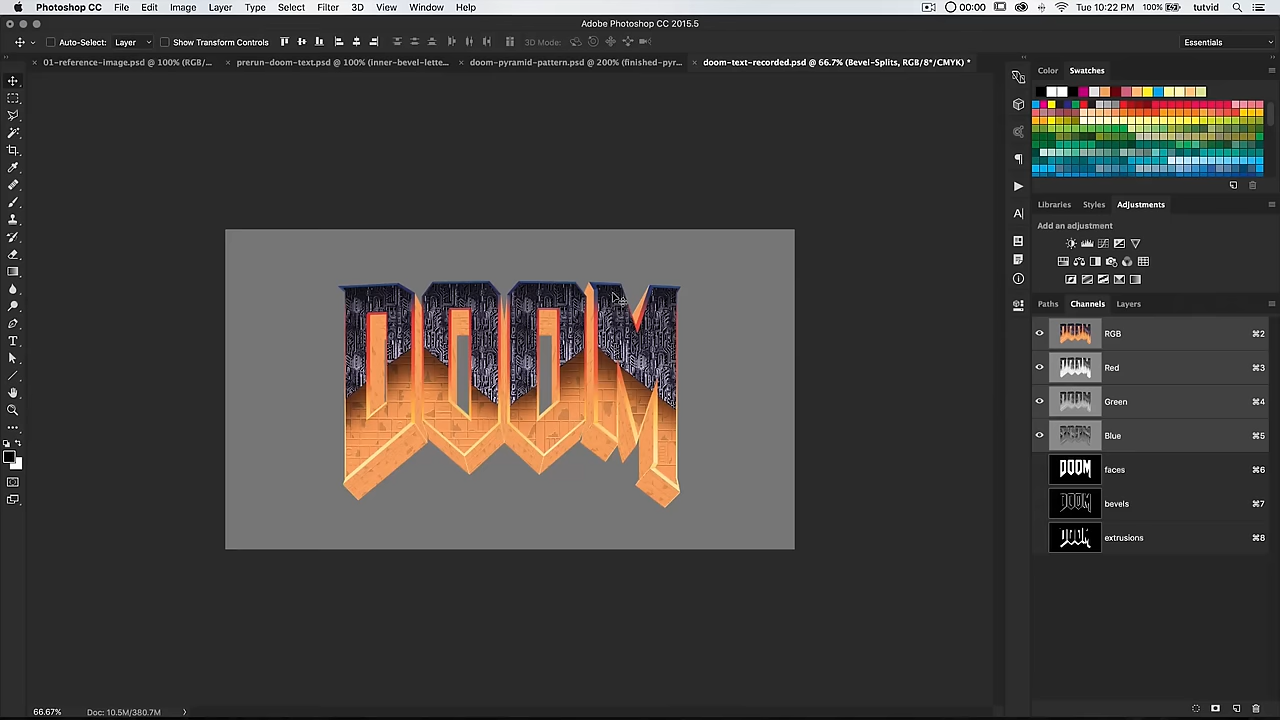 Photoshop CC File Edit Image Layer Type Select Filter 3D View Window Help 00:00 Tue 10:22 PM 100% tutvid
Adobe Photoshop CC 2015.5
Auto-Select: Layer Show Transform Controls 3D Mode: Essentials
01-reference-image.psd @ 100% (RGB/... prerun-doom-text.psd @ 100% (inner-bevel-lette... doom-pyramid-pattern.psd @ 200% (finished-pyr... doom-text-recorded.psd @ 66.7% (Bevel-Splits, RGB/8*/CMYK) *
Color Swatches
Libraries Styles Adjustments
Add an adjustment
DOOM
Paths Channels Layers
RGB ⌘2
Red ⌘3
Green ⌘4
Blue ⌘5
faces ⌘6
bevels ⌘7
extrusions ⌘8
66.67% Doc: 10.5M/380.7M